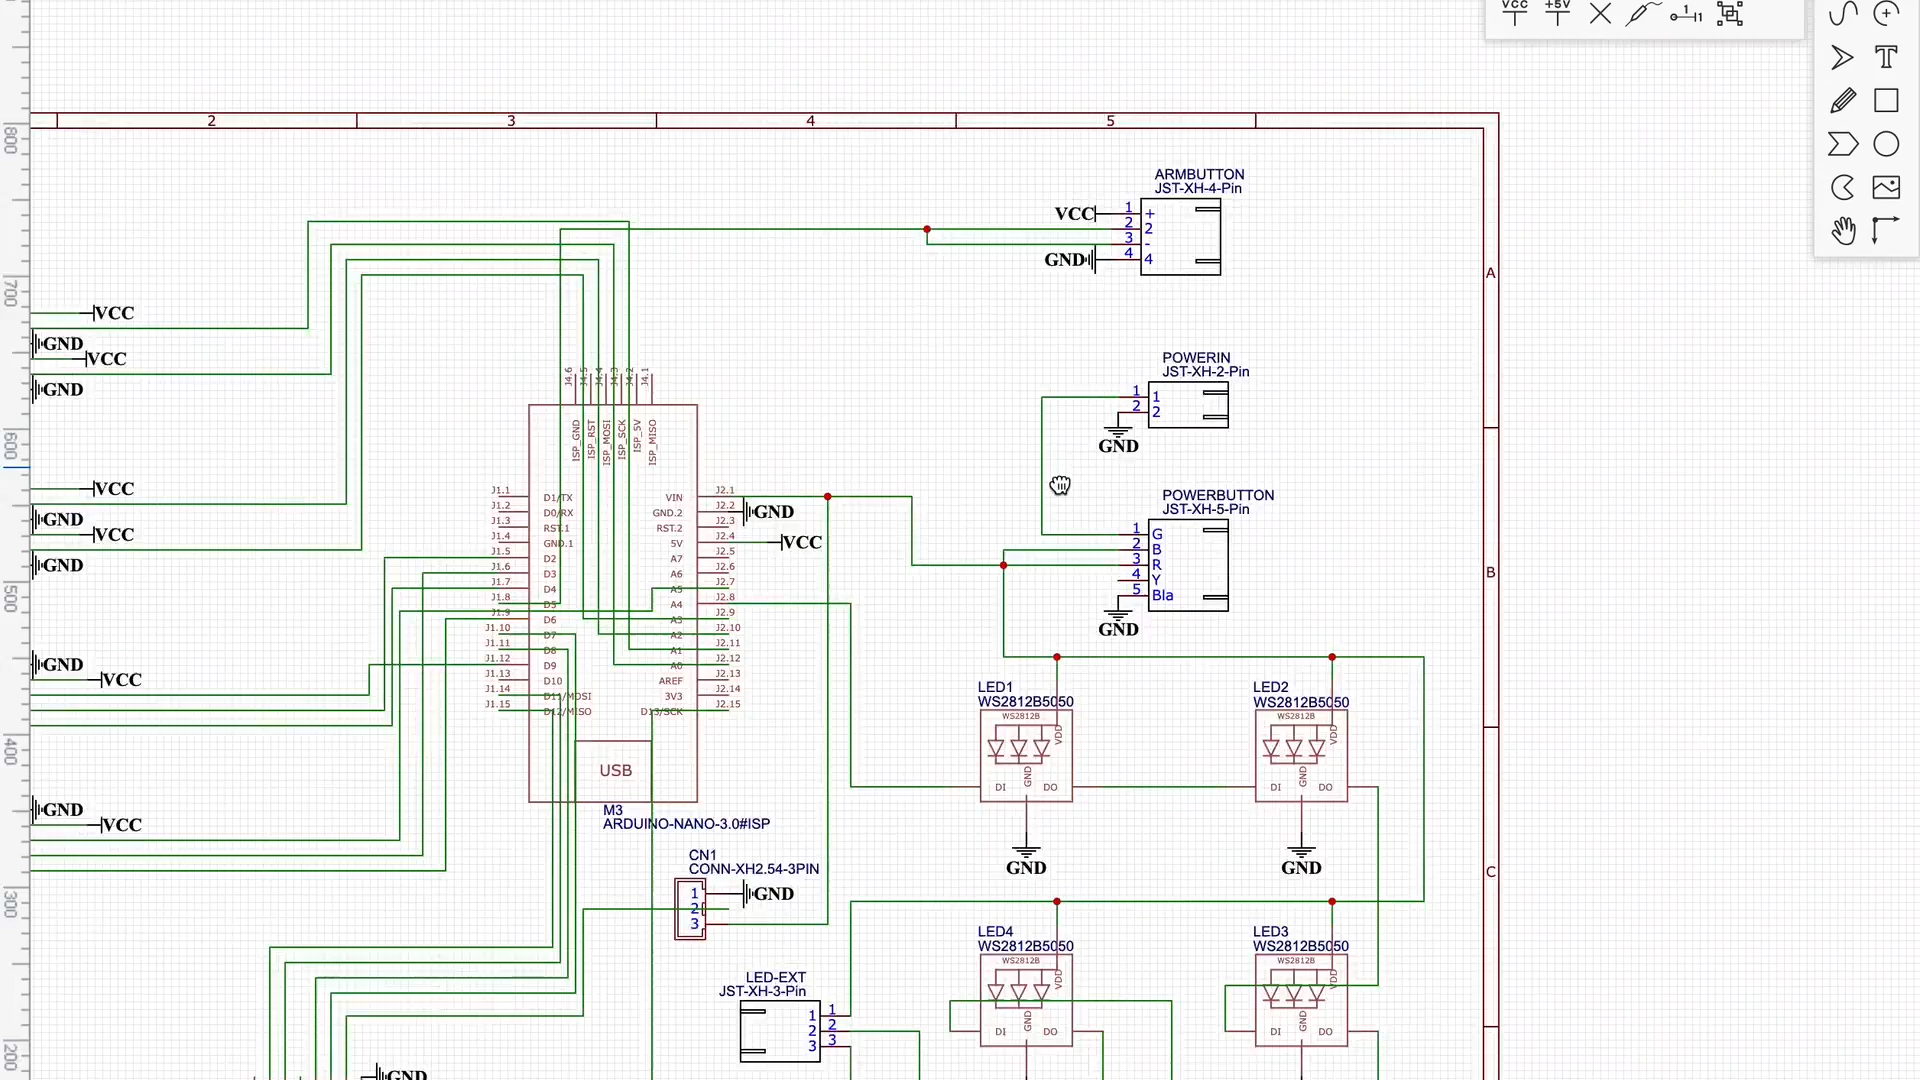 VCC +5V
2 3 4 5
800
700
600
500
400
300
200
A
B
C
ARMBUTTON
JST-XH-4-Pin
VCC
GND
1 +
2 2
3 -
4 4
POWERIN
JST-XH-2-Pin
1 1
2 2
GND
POWERBUTTON
JST-XH-5-Pin
1 G
2 B
3 R
4 Y
5 Bla
GND
VCC
GND
VCC
GND
VCC
GND
VCC
GND
GND
VCC
GND
VCC
J4.6 J4.5 J4.4 J4.3 J4.2 J4.1
ISP_GND ISP_RST ISP_MOSI ISP_SCK ISP_5V ISP_MISO
J1.1 D1/TX VIN J2.1
J1.2 D0/RX GND.2 J2.2 GND
J1.3 RST.1 RST.2 J2.3
J1.4 GND.1 5V J2.4 VCC
J1.5 D2 A7 J2.5
J1.6 D3 A6 J2.6
J1.7 D4 A5 J2.7
J1.8 D5 A4 J2.8
J1.9 D6 A3 J2.9
J1.10 D7 A2 J2.10
J1.11 D8 A1 J2.11
J1.12 D9 A0 J2.12
J1.13 D10 AREF J2.13
J1.14 D11/MOSI 3V3 J2.14
J1.15 D12/MISO D13/SCK J2.15
USB
M3
ARDUINO-NANO-3.0#ISP
CN1
CONN-XH2.54-3PIN
1 GND
2
3
LED-EXT
JST-XH-3-Pin
1 1
2 2
3 3
GND
LED1
WS2812B5050
WS2812B
VDD
GND
DI DO
GND
LED2
WS2812B5050
WS2812B
VDD
GND
DI DO
GND
LED4
WS2812B5050
WS2812B
VDD
GND
DI DO
LED3
WS2812B5050
WS2812B
VDD
GND
DI DO